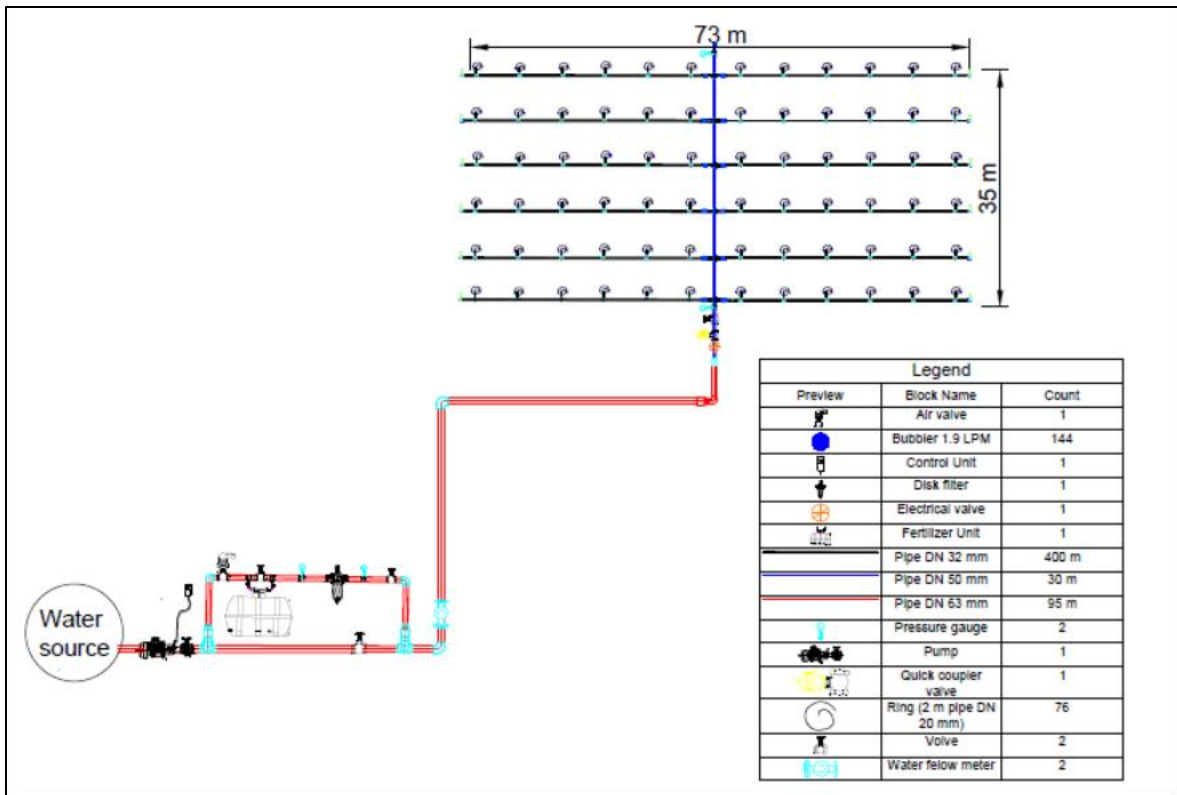 73 m
35 m
Water
source
Legend
Preview Block Name Count
Air valve 1
Bubbler 1.9 LPM 144
Control Unit 1
Disk filter 1
Electrical valve 1
Fertilizer Unit 1
Pipe DN 32 mm 400 m
Pipe DN 50 mm 30 m
Pipe DN 63 mm 95 m
Pressure gauge 2
Pump 1
Quick coupler
valve 1
Ring (2 m pipe DN
20 mm) 76
Volve 2
Water felow meter 2